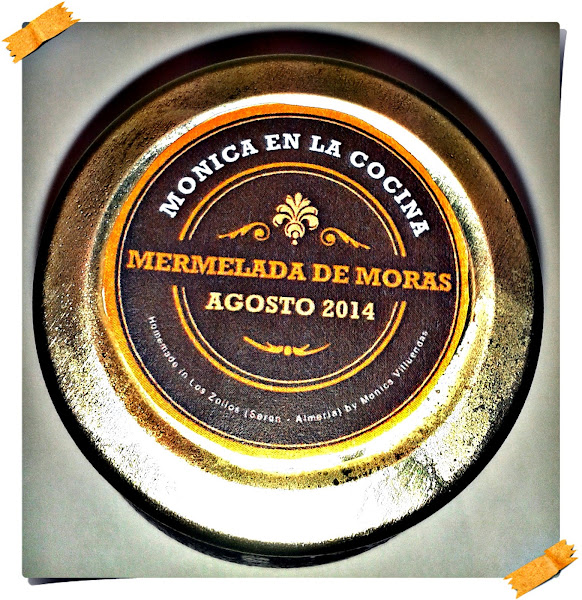 MONICA EN LA COCINA
MERMELADA DE MORAS
AGOSTO 2014
Homemade in Los Zoilos (Seron - Almeria) by Monica Villuendas